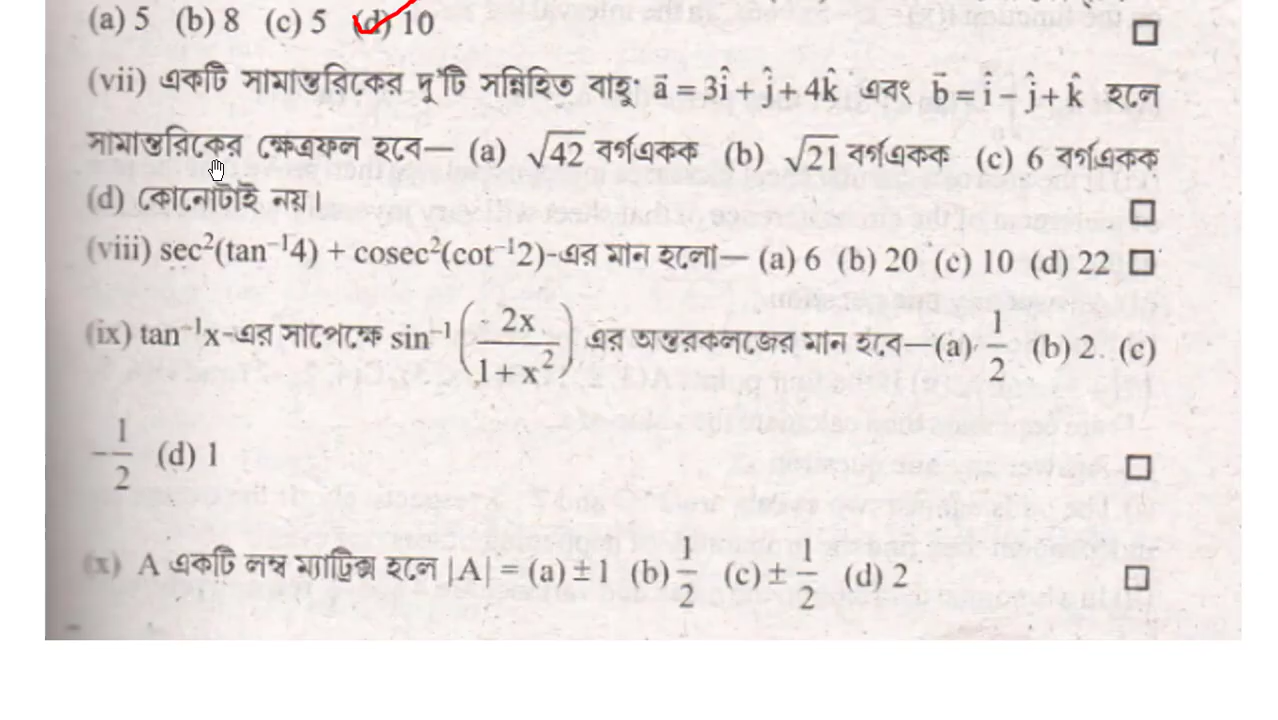 (a) 5 (b) 8 (c) 5 (d) 10
(vii) একটি সামান্তরিকের দু'টি সন্নিহিত বাহু a⃗ = 3î + ĵ + 4k̂ এবং b⃗ = î − ĵ + k̂ হলে
সামান্তরিকের ক্ষেত্রফল হবে— (a) √42 বর্গএকক (b) √21 বর্গএকক (c) 6 বর্গএকক
(d) কোনোটাই নয়।
(viii) sec²(tan⁻¹4) + cosec²(cot⁻¹2)-এর মান হলো— (a) 6 (b) 20 (c) 10 (d) 22
(ix) tan⁻¹x-এর সাপেক্ষে sin⁻¹(2x/(1+x²)) এর অন্তরকলজের মান হবে—(a) 1/2 (b) 2. (c)
−1/2 (d) 1
(x) A একটি লম্ব ম্যাট্রিক্স হলে |A| = (a) ± 1 (b) 1/2 (c) ± 1/2 (d) 2